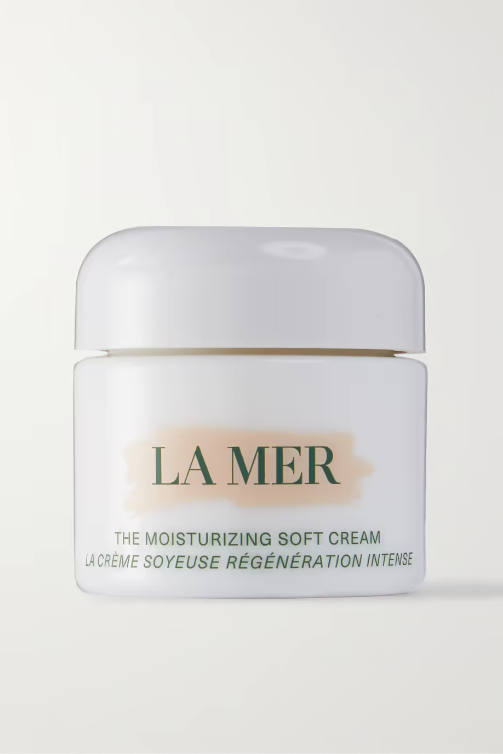 LA MER
THE MOISTURIZING SOFT CREAM
LA CRÈME SOYEUSE RÉGÉNÉRATION INTENSE